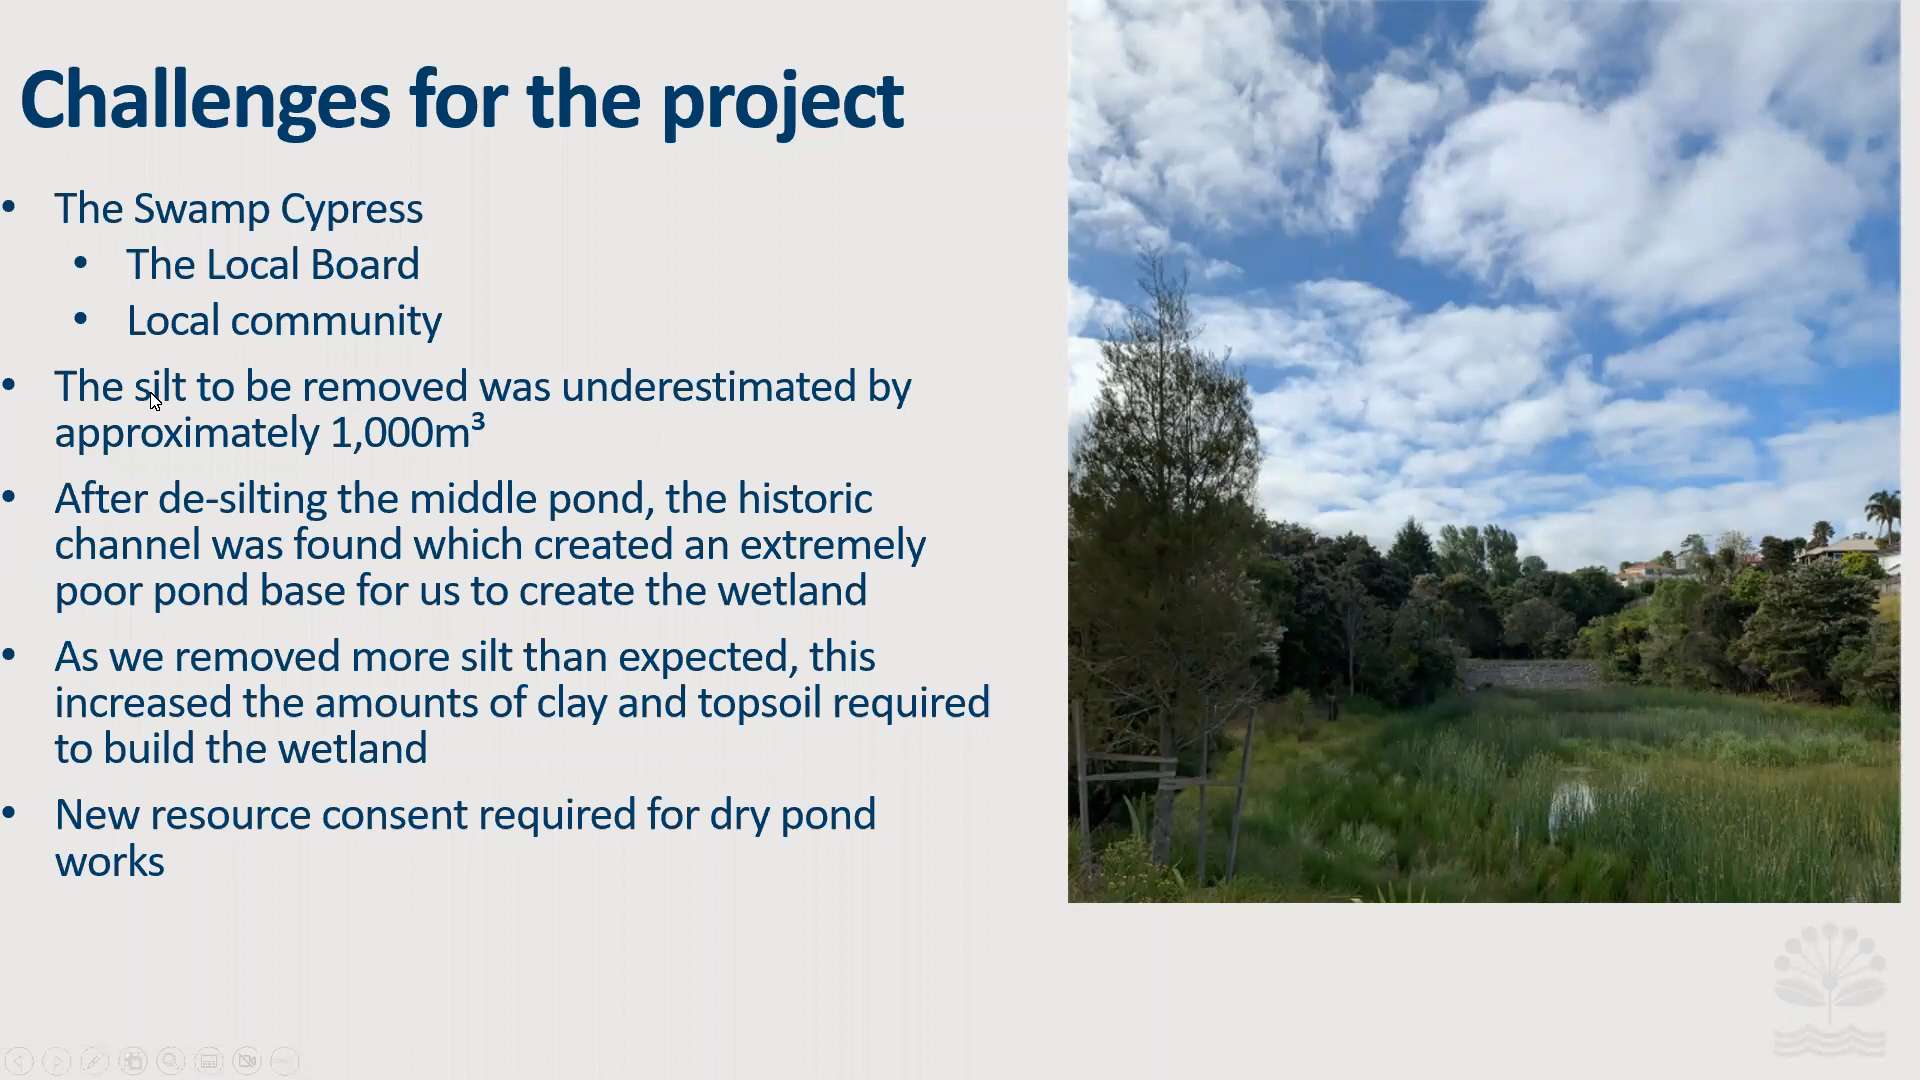 Challenges for the project
• The Swamp Cypress
• The Local Board
• Local community
• The silt to be removed was underestimated by
approximately 1,000m³
• After de-silting the middle pond, the historic
channel was found which created an extremely
poor pond base for us to create the wetland
• As we removed more silt than expected, this
increased the amounts of clay and topsoil required
to build the wetland
• New resource consent required for dry pond
works